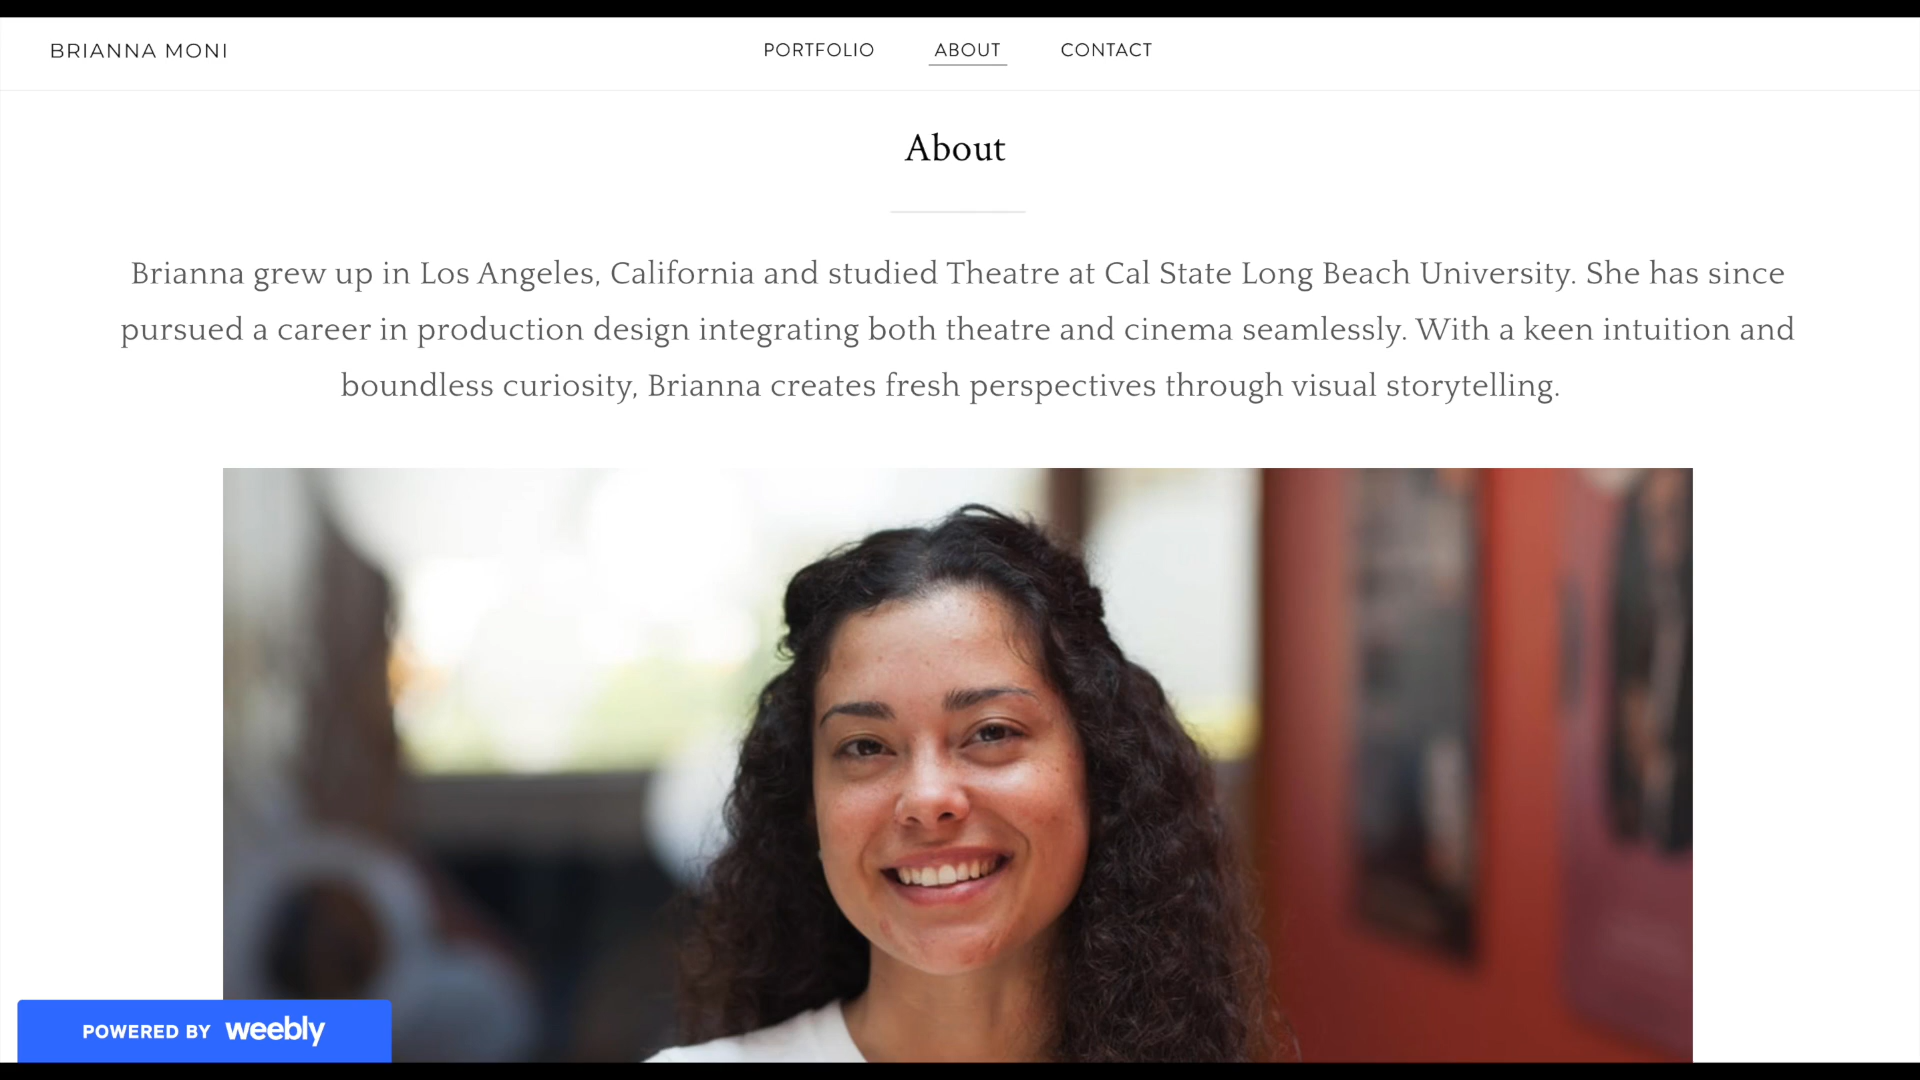 BRIANNA MONI
PORTFOLIO
ABOUT
CONTACT
About
Brianna grew up in Los Angeles, California and studied Theatre at Cal State Long Beach University. She has since
pursued a career in production design integrating both theatre and cinema seamlessly. With a keen intuition and
boundless curiosity, Brianna creates fresh perspectives through visual storytelling.
POWERED BY weebly